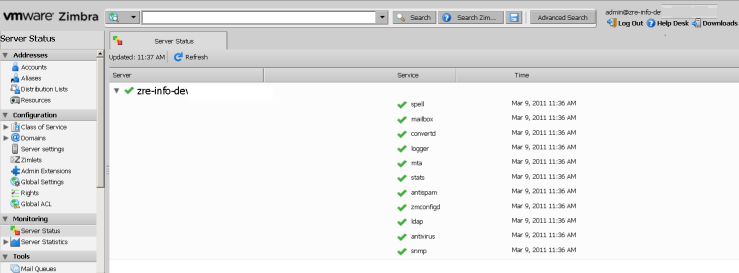 vmware® Zimbra
Search
Search Zim...
Advanced Search
admin@zre-info-de
Log Out Help Desk Downloads
Server Status
Server Status
Addresses
Updated: 11:37 AM Refresh
Accounts
Server Service Time
Aliases
zre-info-dev
Distribution Lists
spell Mar 9, 2011 11:36 AM
Resources
mailbox Mar 9, 2011 11:36 AM
Configuration
Class of Service
convertd Mar 9, 2011 11:36 AM
Domains
logger Mar 9, 2011 11:36 AM
Server settings
Zimlets
mta Mar 9, 2011 11:36 AM
Admin Extensions
stats Mar 9, 2011 11:36 AM
Global Settings
Rights
antispam Mar 9, 2011 11:36 AM
Global ACL
zmconfigd Mar 9, 2011 11:36 AM
Monitoring
ldap Mar 9, 2011 11:36 AM
Server Status
antivirus Mar 9, 2011 11:36 AM
Server Statistics
snmp Mar 9, 2011 11:36 AM
Tools
Mail Queues